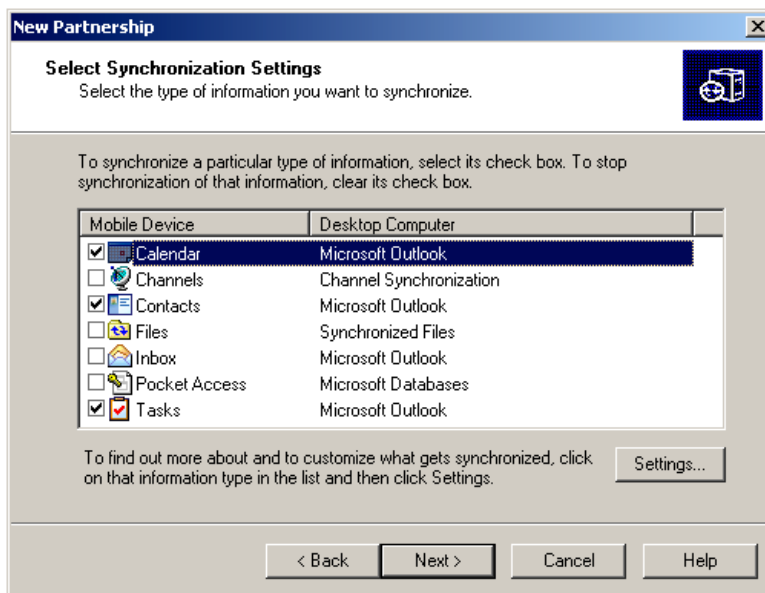 New Partnership
Select Synchronization Settings
Select the type of information you want to synchronize.
To synchronize a particular type of information, select its check box. To stop
synchronization of that information, clear its check box.
Mobile Device Desktop Computer
Calendar Microsoft Outlook
Channels Channel Synchronization
Contacts Microsoft Outlook
Files Synchronized Files
Inbox Microsoft Outlook
Pocket Access Microsoft Databases
Tasks Microsoft Outlook
To find out more about and to customize what gets synchronized, click
on that information type in the list and then click Settings.
Settings...
< Back Next > Cancel Help